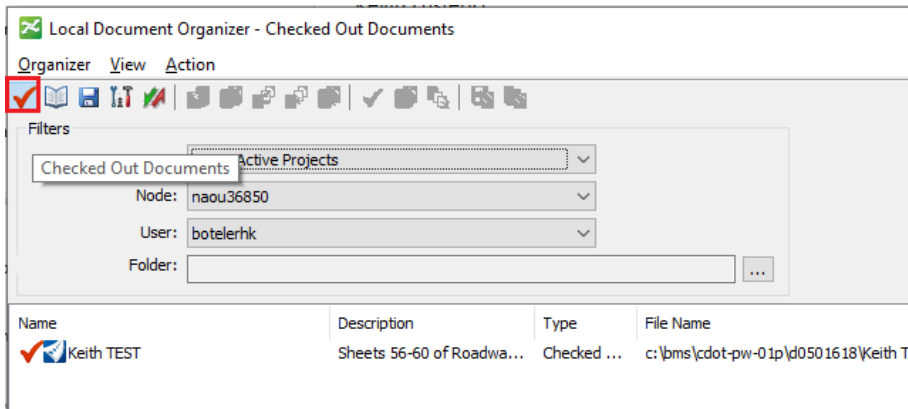 Local Document Organizer - Checked Out Documents
Organizer View Action
Filters
Active Projects
Checked Out Documents
Node: naou36850
User: botelerhk
Folder:
...
Name Description Type File Name
Keith TEST Sheets 56-60 of Roadwa... Checked ... c:\bms\cdot-pw-01p\d0501618\Keith T